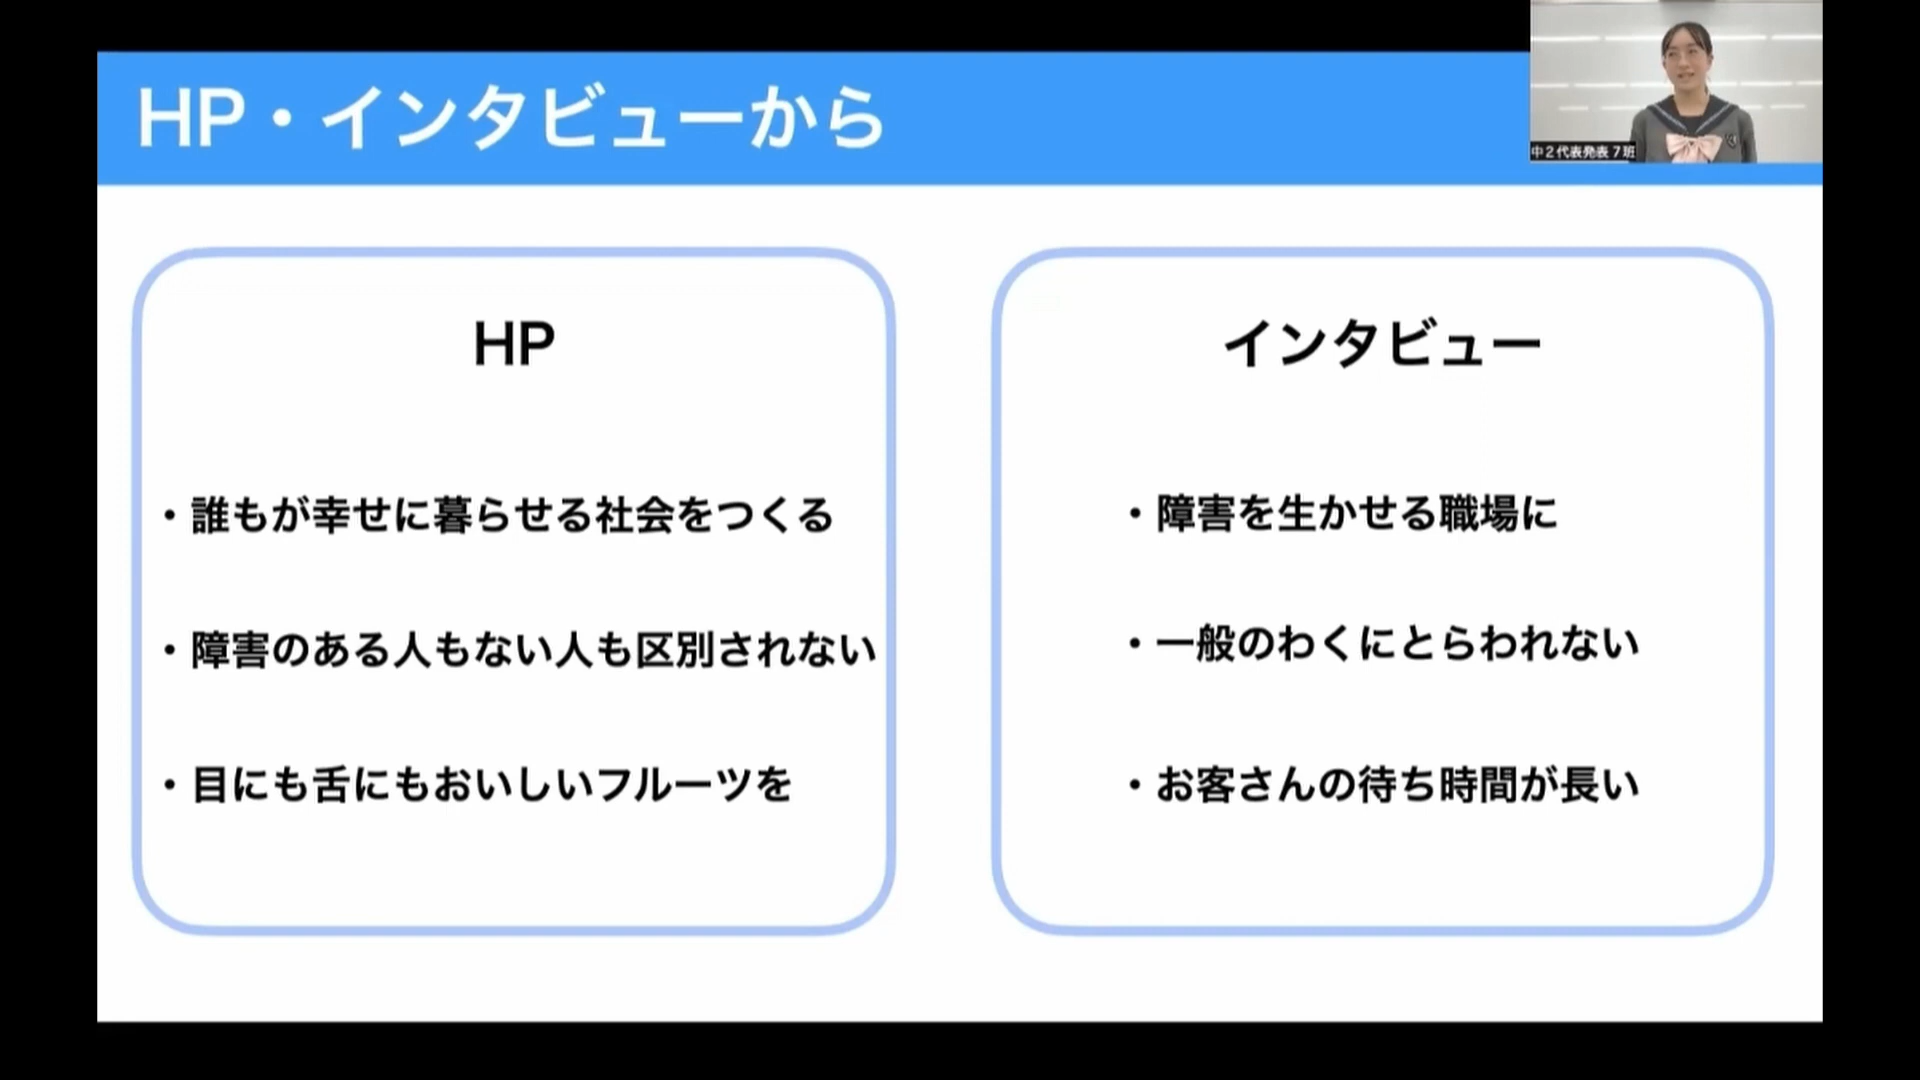 HP・インタビューから
中２代表発表７班
HP
・誰もが幸せに暮らせる社会をつくる
・障害のある人もない人も区別されない
・目にも舌にもおいしいフルーツを
インタビュー
・障害を生かせる職場に
・一般のわくにとらわれない
・お客さんの待ち時間が長い